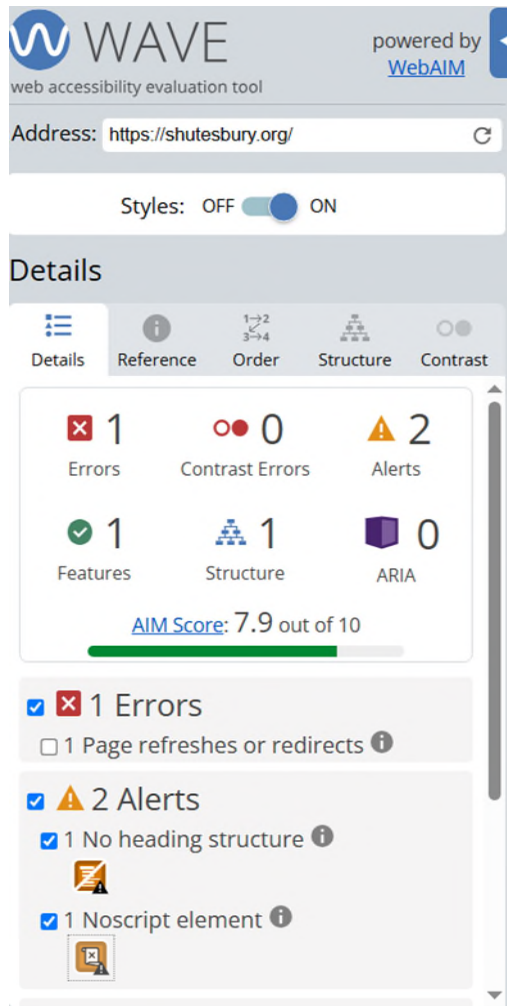 WAVE
powered by
WebAIM
web accessibility evaluation tool
Address: https://shutesbury.org/
Styles: OFF ON
Details
Details Reference Order Structure Contrast
1 0 2
Errors Contrast Errors Alerts
1 1 0
Features Structure ARIA
AIM Score: 7.9 out of 10
1 Errors
1 Page refreshes or redirects
2 Alerts
1 No heading structure
1 Noscript element